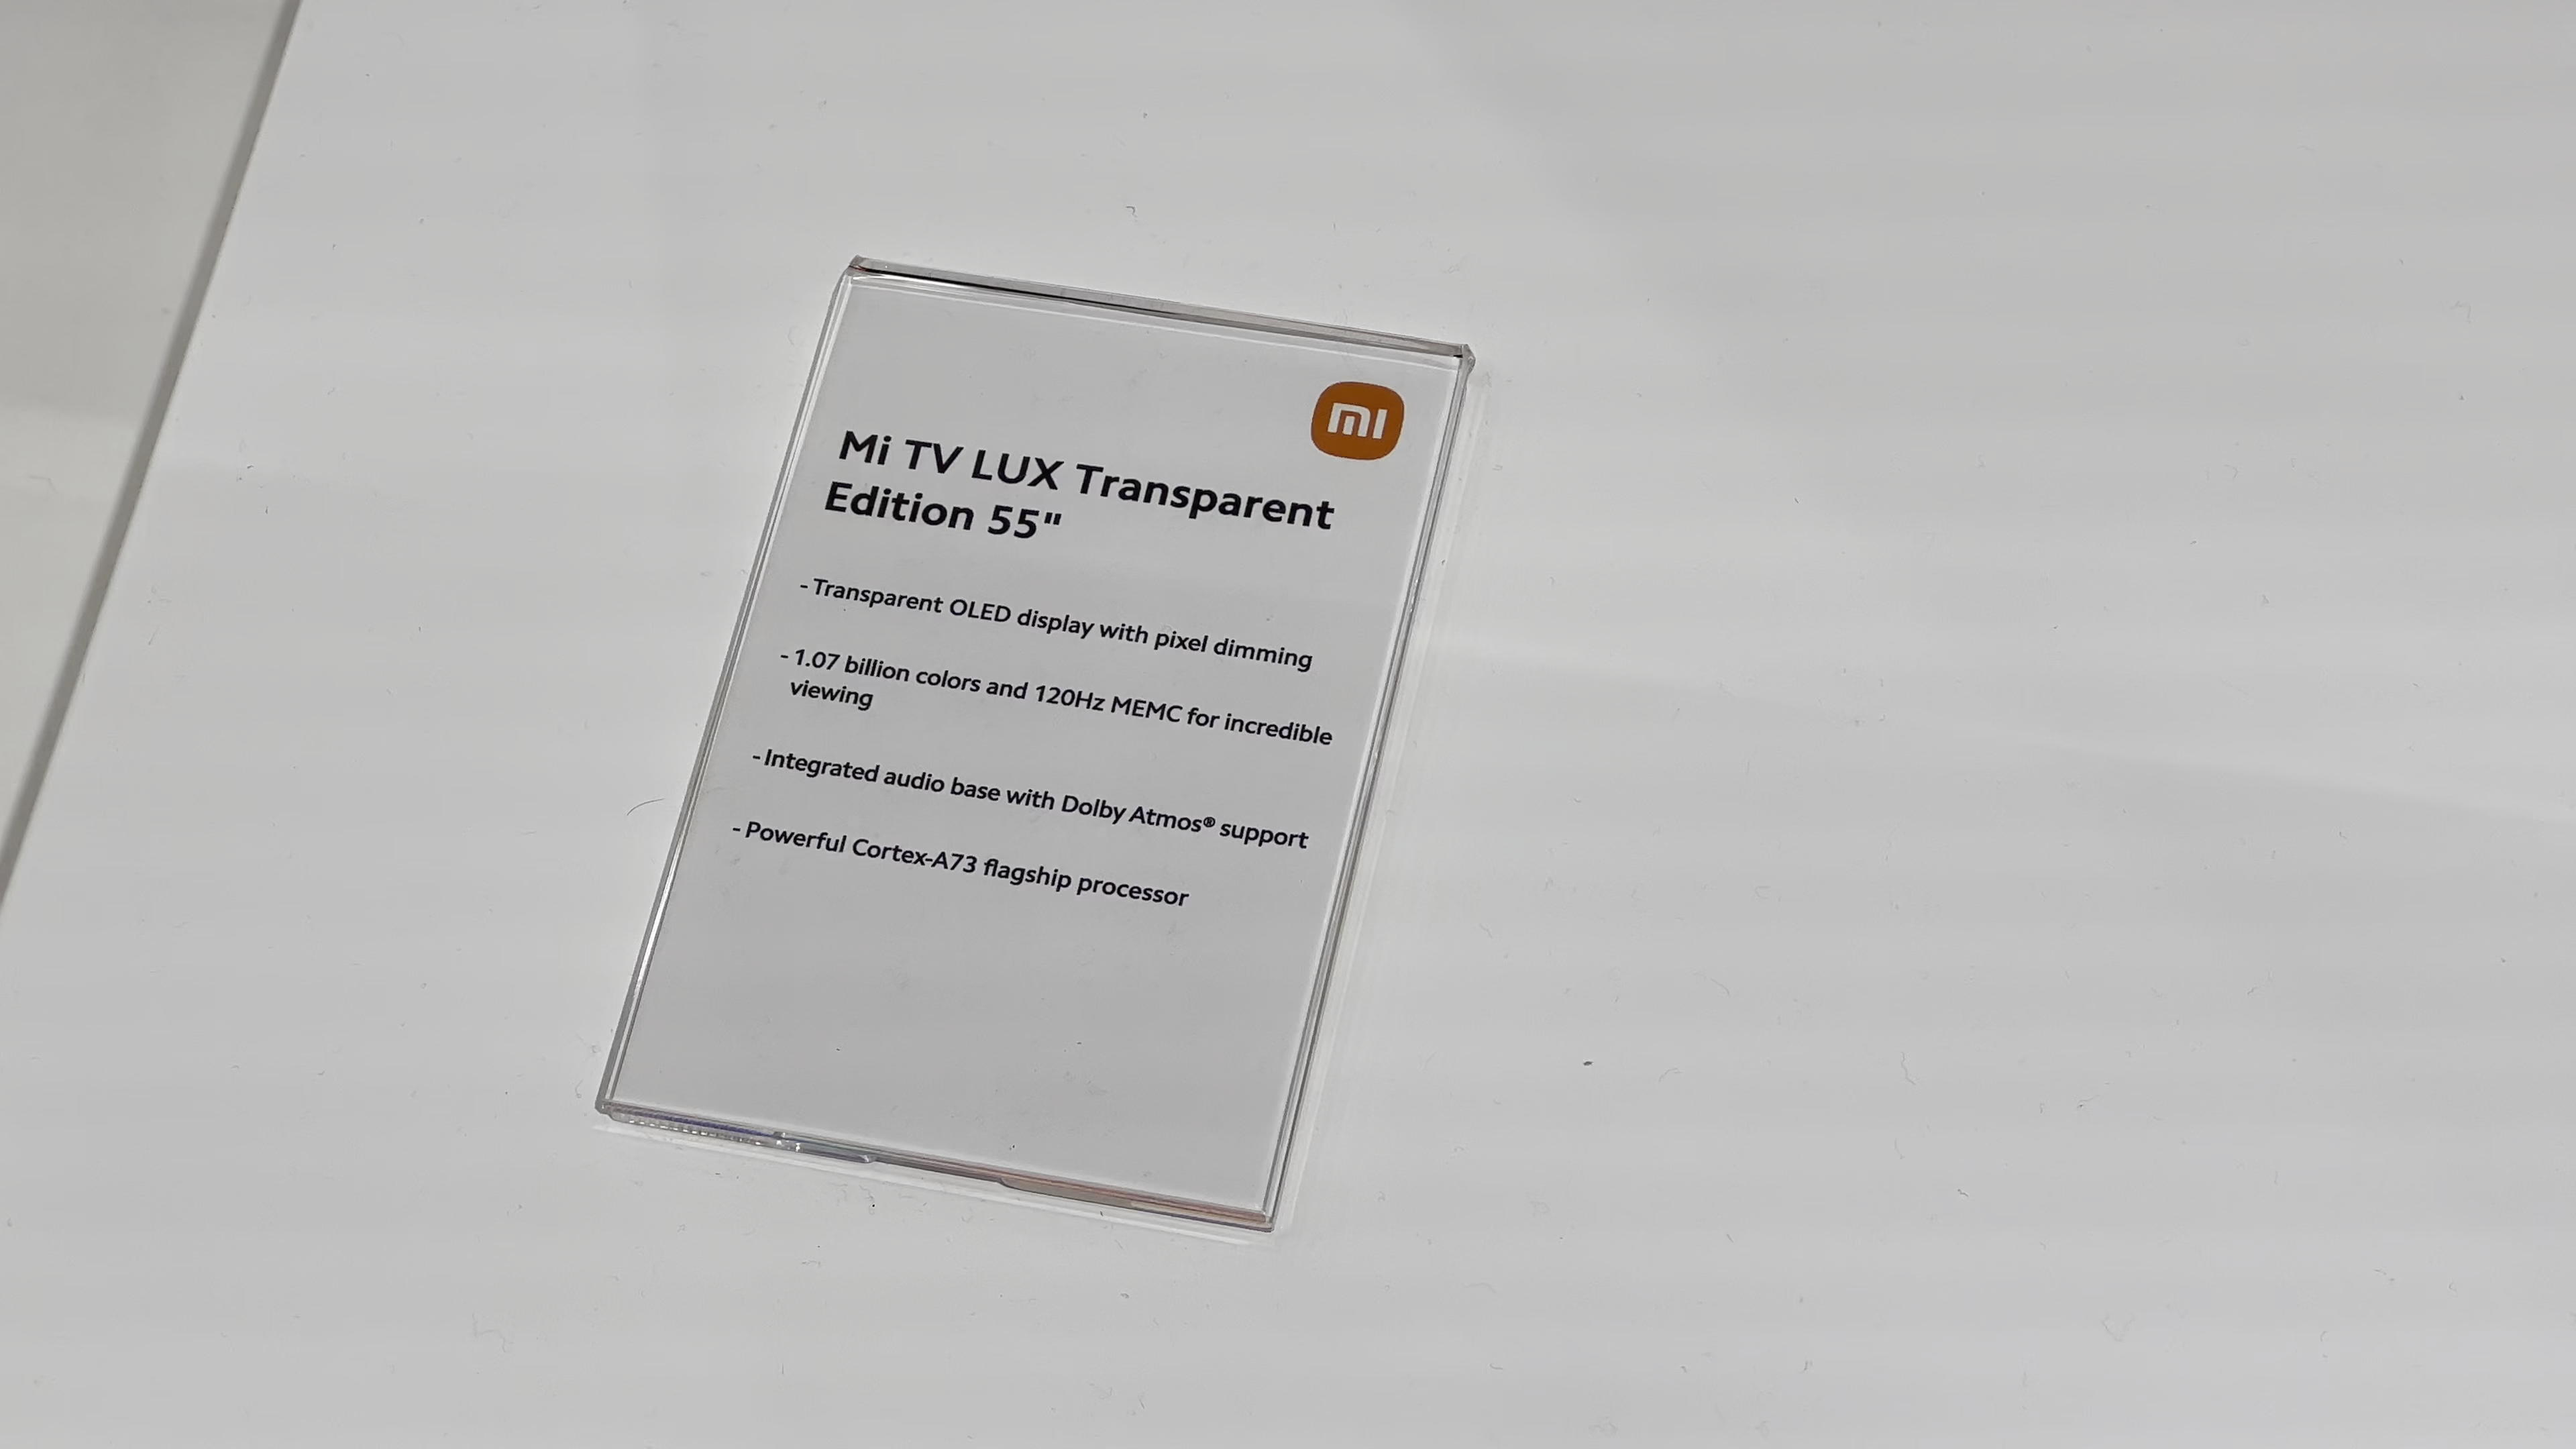 mi
Mi TV LUX Transparent
Edition 55"
- Transparent OLED display with pixel dimming
- 1.07 billion colors and 120Hz MEMC for incredible
viewing
- Integrated audio base with Dolby Atmos® support
- Powerful Cortex-A73 flagship processor